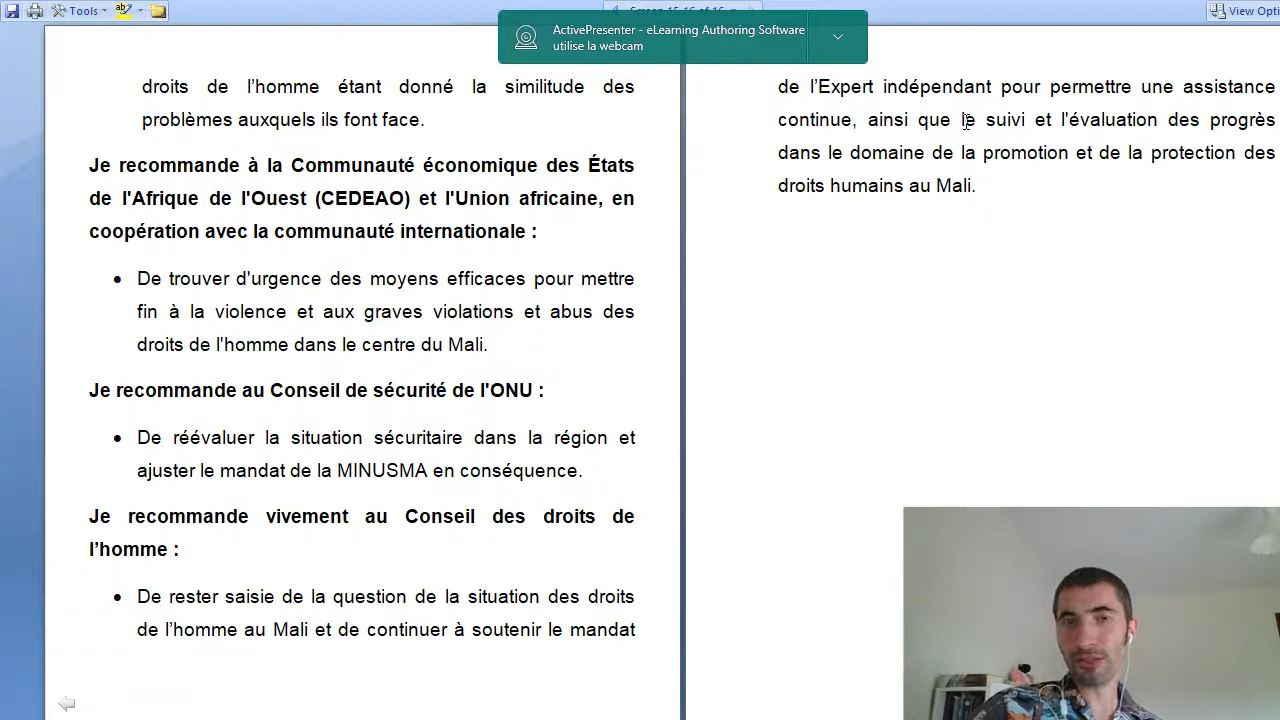 Tools
Screen 15-16 of 16
View Opti
ActivePresenter - eLearning Authoring Software
utilise la webcam
droits de l’homme étant donné la similitude des
problèmes auxquels ils font face.
Je recommande à la Communauté économique des États
de l'Afrique de l'Ouest (CEDEAO) et l'Union africaine, en
coopération avec la communauté internationale :
• De trouver d'urgence des moyens efficaces pour mettre
fin à la violence et aux graves violations et abus des
droits de l'homme dans le centre du Mali.
Je recommande au Conseil de sécurité de l'ONU :
• De réévaluer la situation sécuritaire dans la région et
ajuster le mandat de la MINUSMA en conséquence.
Je recommande vivement au Conseil des droits de
l’homme :
• De rester saisie de la question de la situation des droits
de l’homme au Mali et de continuer à soutenir le mandat
de l’Expert indépendant pour permettre une assistance
continue, ainsi que le suivi et l'évaluation des progrès
dans le domaine de la promotion et de la protection des
droits humains au Mali.